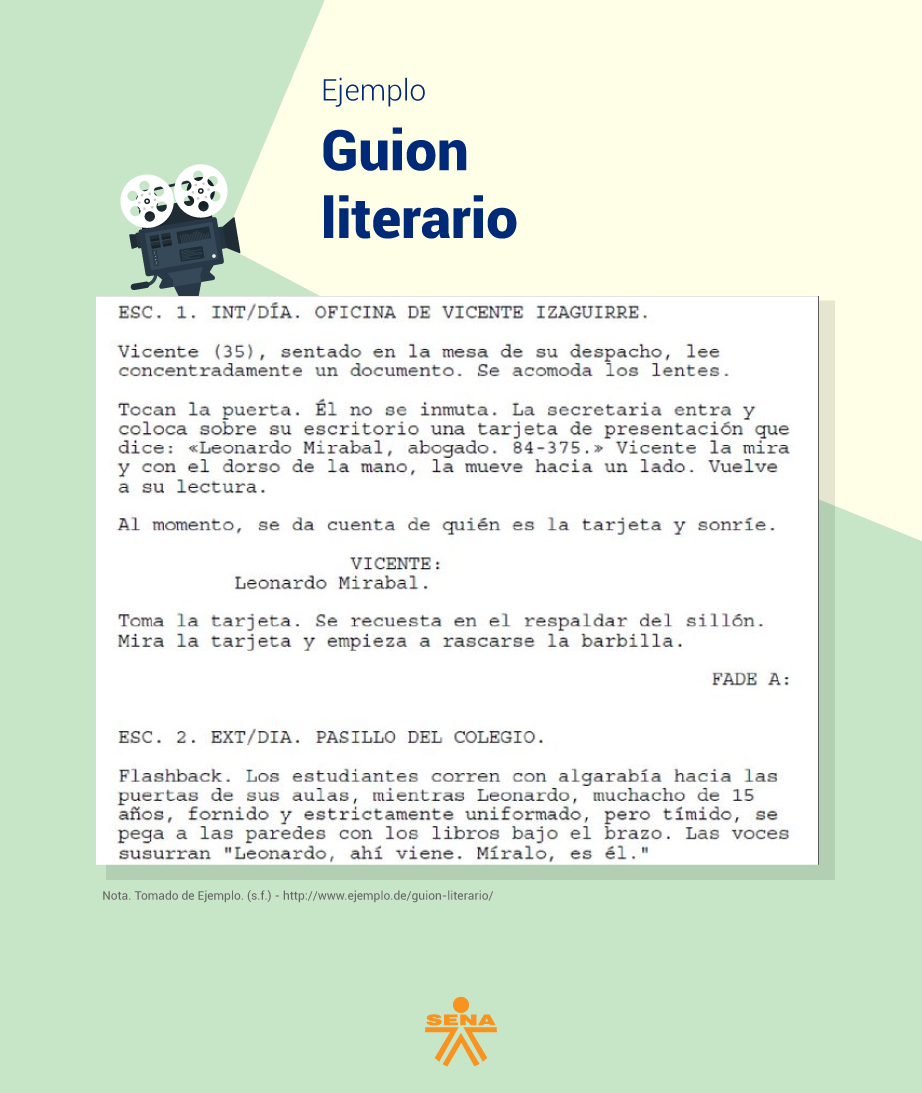 Ejemplo
Guion
literario
ESC. 1. INT/DÍA. OFICINA DE VICENTE IZAGUIRRE.
Vicente (35), sentado en la mesa de su despacho, lee
concentradamente un documento. Se acomoda los lentes.
Tocan la puerta. Él no se inmuta. La secretaria entra y
coloca sobre su escritorio una tarjeta de presentación que
dice: «Leonardo Mirabal, abogado. 84-375.» Vicente la mira
y con el dorso de la mano, la mueve hacia un lado. Vuelve
a su lectura.
Al momento, se da cuenta de quién es la tarjeta y sonríe.
VICENTE:
Leonardo Mirabal.
Toma la tarjeta. Se recuesta en el respaldar del sillón.
Mira la tarjeta y empieza a rascarse la barbilla.
FADE A:
ESC. 2. EXT/DIA. PASILLO DEL COLEGIO.
Flashback. Los estudiantes corren con algarabía hacia las
puertas de sus aulas, mientras Leonardo, muchacho de 15
años, fornido y estrictamente uniformado, pero tímido, se
pega a las paredes con los libros bajo el brazo. Las voces
susurran "Leonardo, ahí viene. Míralo, es él."
Nota. Tomado de Ejemplo. (s.f.) - http://www.ejemplo.de/guion-literario/
SENA